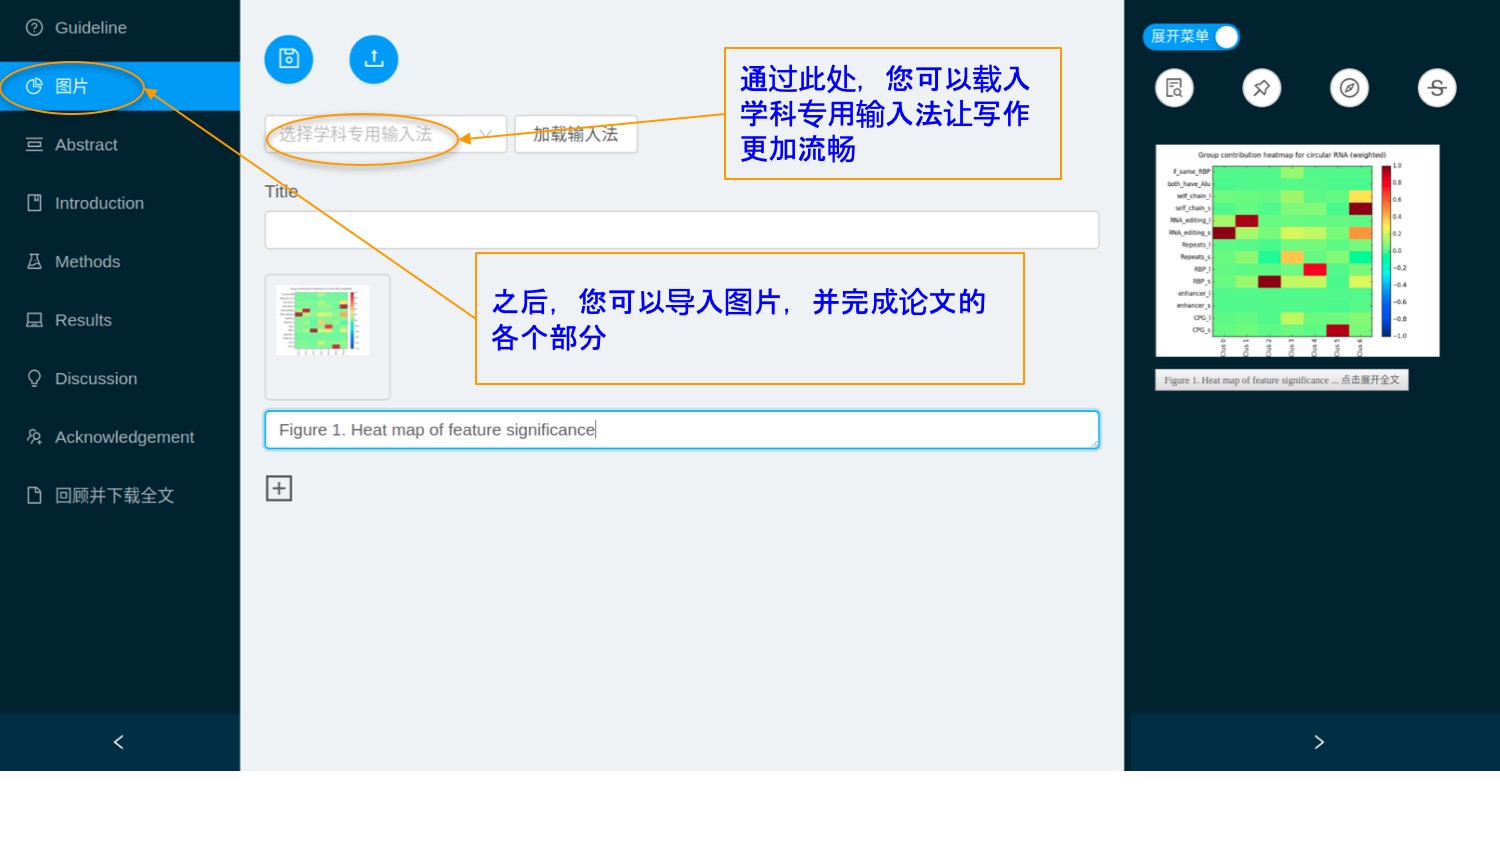 Guideline
图片
Abstract
Introduction
Methods
Results
Discussion
Acknowledgement
回顾并下载全文
选择学科专用输入法
加载输入法
通过此处，您可以载入
学科专用输入法让写作
更加流畅
Title
之后，您可以导入图片，并完成论文的
各个部分
Figure 1. Heat map of feature significance
展开菜单
Group contribution heatmap for circular RNA (weighted)
if_same_RBP
both_have_Alu
self_chain_l
self_chain_s
RNA_editing_l
RNA_editing_s
Repeats_l
Repeats_s
RBP_l
RBP_s
enhancer_l
enhancer_s
CPG_l
CPG_s
Clus 0
Clus 1
Clus 2
Clus 3
Clus 4
Clus 5
Clus 6
1.0
0.8
0.6
0.4
0.2
0.0
−0.2
−0.4
−0.6
−0.8
−1.0
Figure 1. Heat map of feature significance ... 点击展开全文